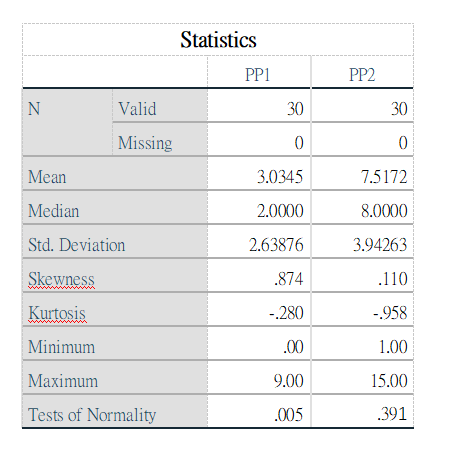 Statistics
PP1 PP2
N Valid 30 30
Missing 0 0
Mean 3.0345 7.5172
Median 2.0000 8.0000
Std. Deviation 2.63876 3.94263
Skewness .874 .110
Kurtosis -.280 -.958
Minimum .00 1.00
Maximum 9.00 15.00
Tests of Normality .005 .391